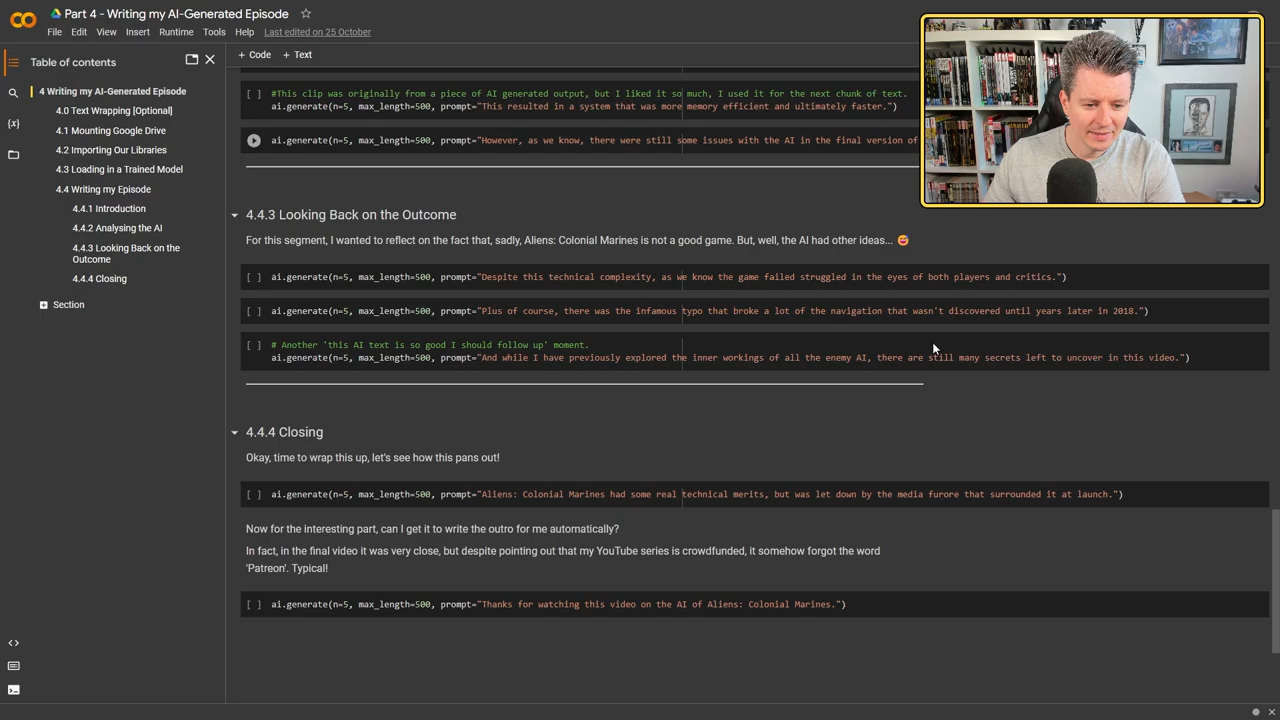 Part 4 - Writing my AI-Generated Episode
File Edit View Insert Runtime Tools Help Last edited on 25 October
Table of contents
4 Writing my AI-Generated Episode
4.0 Text Wrapping [Optional]
4.1 Mounting Google Drive
4.2 Importing Our Libraries
4.3 Loading in a Trained Model
4.4 Writing my Episode
4.4.1 Introduction
4.4.2 Analysing the AI
4.4.3 Looking Back on the
Outcome
4.4.4 Closing
Section
+ Code + Text
[ ] #This clip was originally from a piece of AI generated output, but I liked it so much, I used it for the next chunk of text.
ai.generate(n=5, max_length=500, prompt="This resulted in a system that was more memory efficient and ultimately faster.")
ai.generate(n=5, max_length=500, prompt="However, as we know, there were still some issues with the AI in the final version of
4.4.3 Looking Back on the Outcome
For this segment, I wanted to reflect on the fact that, sadly, Aliens: Colonial Marines is not a good game. But, well, the AI had other ideas... 😅
[ ] ai.generate(n=5, max_length=500, prompt="Despite this technical complexity, as we know the game failed struggled in the eyes of both players and critics.")
[ ] ai.generate(n=5, max_length=500, prompt="Plus of course, there was the infamous typo that broke a lot of the navigation that wasn't discovered until years later in 2018.")
[ ] # Another 'this AI text is so good I should follow up' moment.
ai.generate(n=5, max_length=500, prompt="And while I have previously explored the inner workings of all the enemy AI, there are still many secrets left to uncover in this video.")
4.4.4 Closing
Okay, time to wrap this up, let's see how this pans out!
[ ] ai.generate(n=5, max_length=500, prompt="Aliens: Colonial Marines had some real technical merits, but was let down by the media furore that surrounded it at launch.")
Now for the interesting part, can I get it to write the outro for me automatically?
In fact, in the final video it was very close, but despite pointing out that my YouTube series is crowdfunded, it somehow forgot the word
'Patreon'. Typical!
[ ] ai.generate(n=5, max_length=500, prompt="Thanks for watching this video on the AI of Aliens: Colonial Marines.")